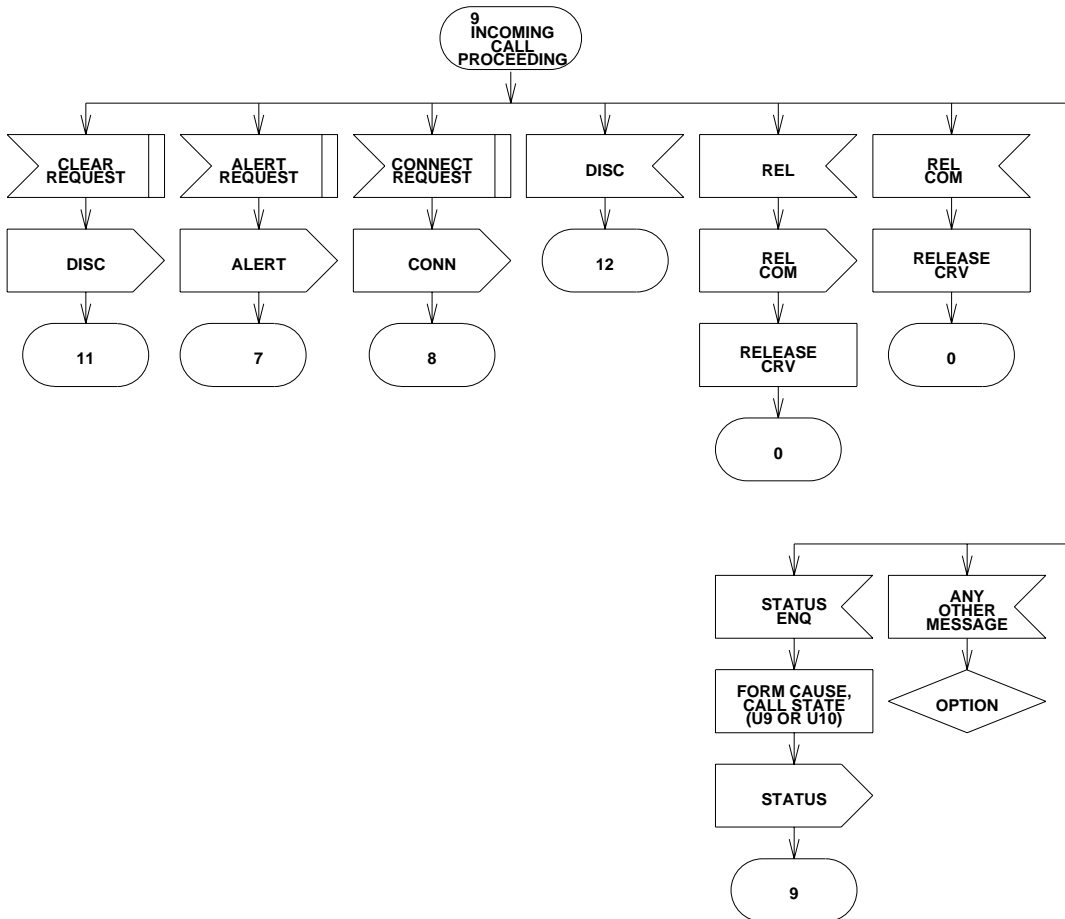 9
INCOMING
CALL
PROCEEDING
CLEAR
REQUEST
ALERT
REQUEST
CONNECT
REQUEST
DISC
REL
REL
COM
DISC
ALERT
CONN
12
REL
COM
RELEASE
CRV
11
7
8
RELEASE
CRV
0
0
STATUS
ENQ
ANY
OTHER
MESSAGE
FORM CAUSE,
CALL STATE
(U9 OR U10)
OPTION
STATUS
9